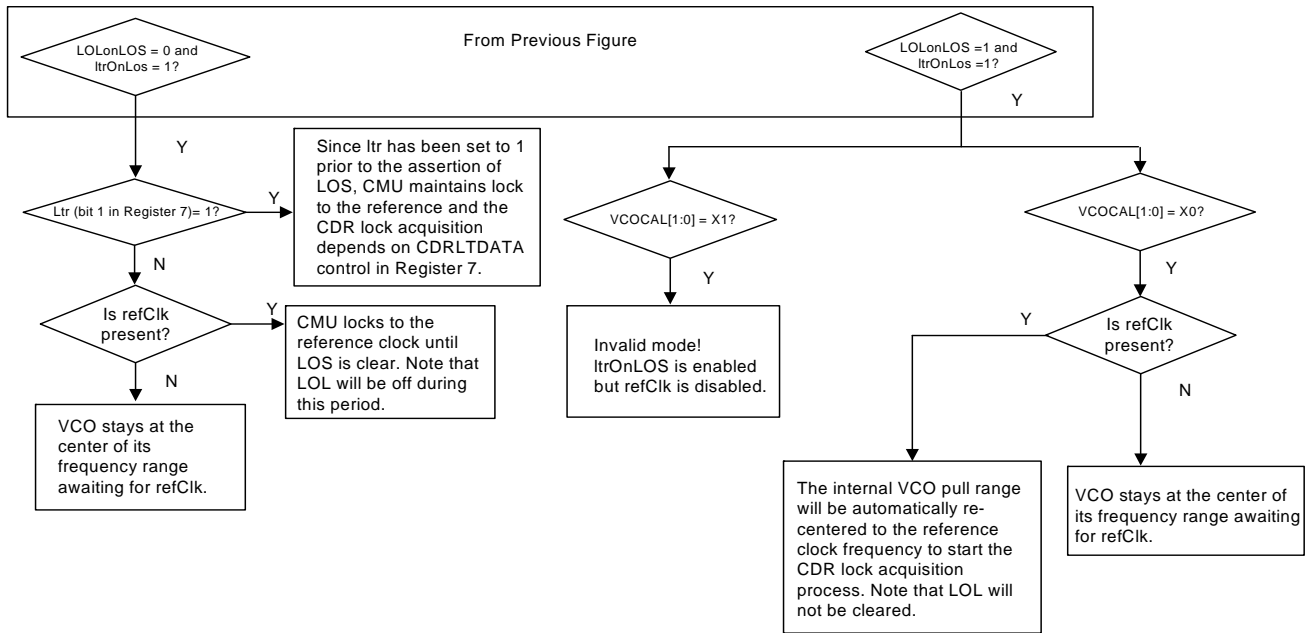 From Previous Figure
LOLonLOS = 0 and
ltrOnLos = 1?
Y
Ltr (bit 1 in Register 7)= 1?
Y
Since ltr has been set to 1
prior to the assertion of
LOS, CMU maintains lock
to the reference and the
CDR lock acquisition
depends on CDRLTDATA
control in Register 7.
N
Is refClk
present?
Y
CMU locks to the
reference clock until
LOS is clear. Note that
LOL will be off during
this period.
N
VCO stays at the
center of its
frequency range
awaiting for refClk.
LOLonLOS =1 and
ltrOnLos =1?
Y
VCOCAL[1:0] = X1?
Y
Invalid mode!
ltrOnLOS is enabled
but refClk is disabled.
VCOCAL[1:0] = X0?
Y
Is refClk
present?
Y
The internal VCO pull range
will be automatically re-
centered to the reference
clock frequency to start the
CDR lock acquisition
process. Note that LOL will
not be cleared.
N
VCO stays at the center of
its frequency range awaiting
for refClk.